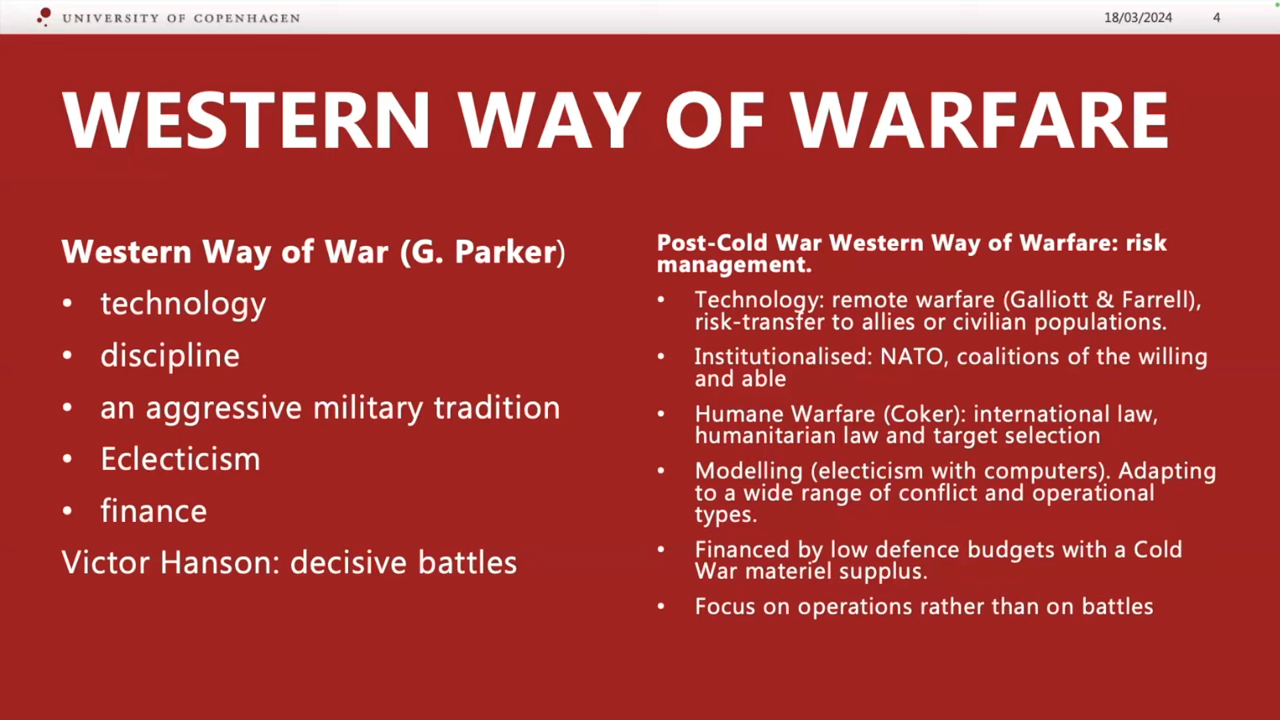 UNIVERSITY OF COPENHAGEN
18/03/2024
4
WESTERN WAY OF WARFARE
Western Way of War (G. Parker)
• technology
• discipline
• an aggressive military tradition
• Eclecticism
• finance
Victor Hanson: decisive battles
Post-Cold War Western Way of Warfare: risk
management.
• Technology: remote warfare (Galliott & Farrell),
risk-transfer to allies or civilian populations.
• Institutionalised: NATO, coalitions of the willing
and able
• Humane Warfare (Coker): international law,
humanitarian law and target selection
• Modelling (electicism with computers). Adapting
to a wide range of conflict and operational
types.
• Financed by low defence budgets with a Cold
War materiel supplus.
• Focus on operations rather than on battles